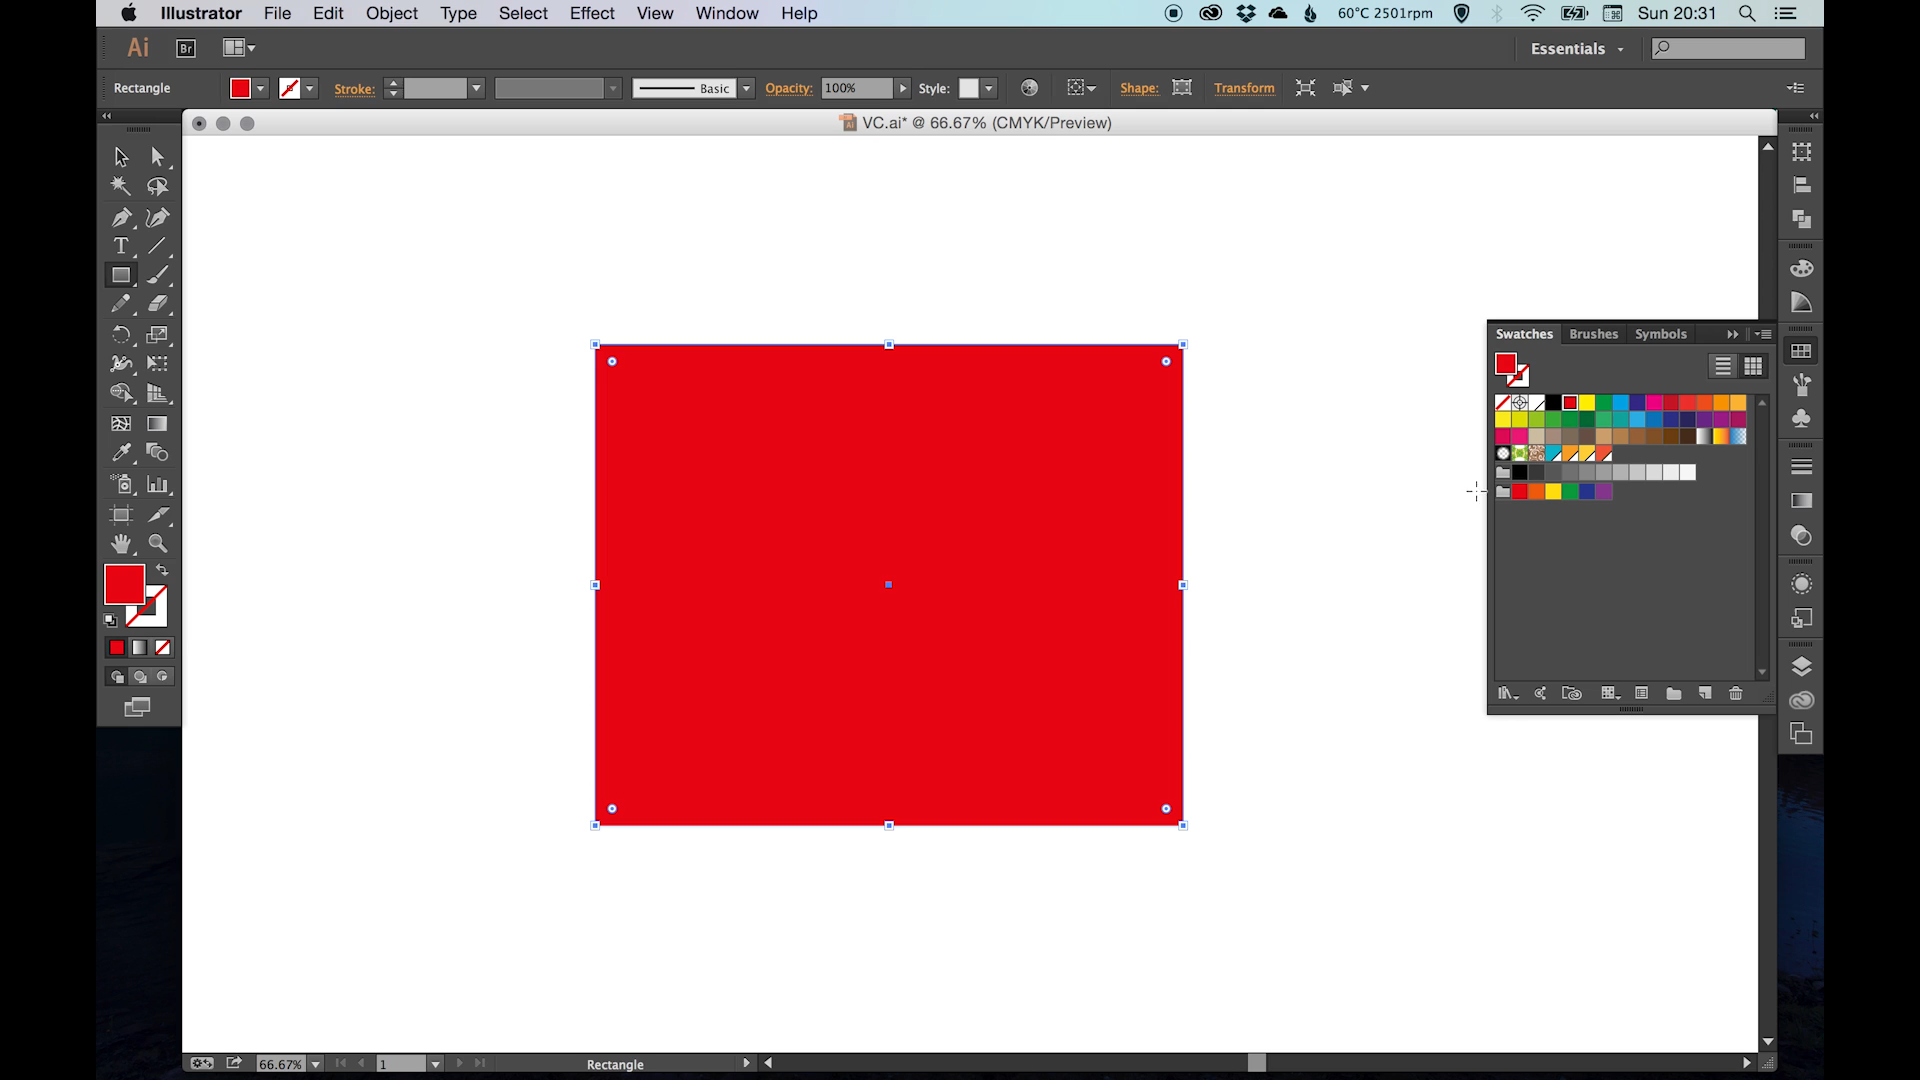 Illustrator File Edit Object Type Select Effect View Window Help 60°C 2501rpm Sun 20:31
Ai Br Essentials
Rectangle Stroke: Basic Opacity: 100% Style: Shape: Transform
VC.ai* @ 66.67% (CMYK/Preview)
T
Swatches Brushes Symbols
66.67% 1 Rectangle